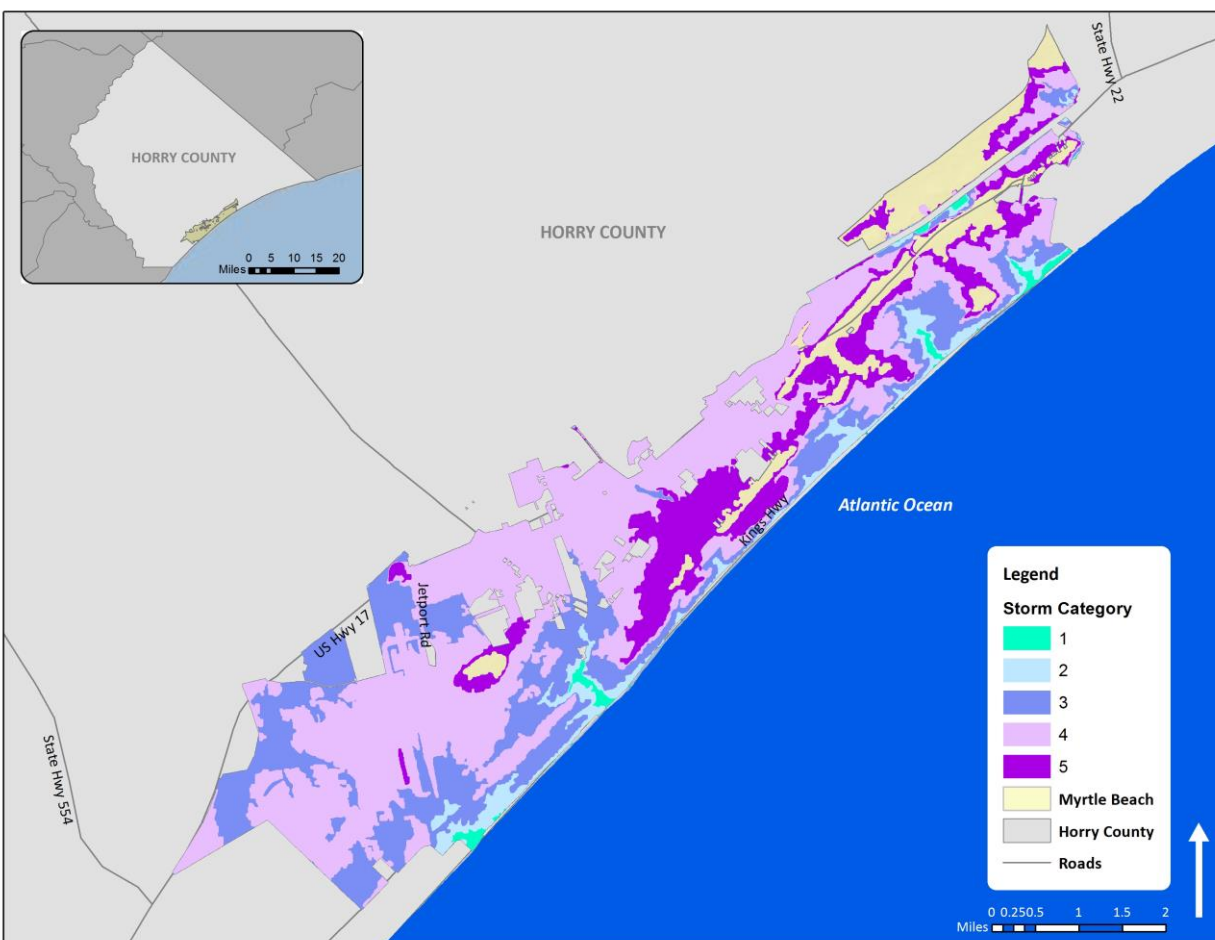 HORRY COUNTY
0 5 10 15 20
Miles
State Hwy 22
HORRY COUNTY
Atlantic Ocean
Kings Hwy
Jetport Rd
US Hwy 17
State Hwy 554
Legend
Storm Category
1
2
3
4
5
Myrtle Beach
Horry County
Roads
0 0.250.5 1 1.5 2
Miles